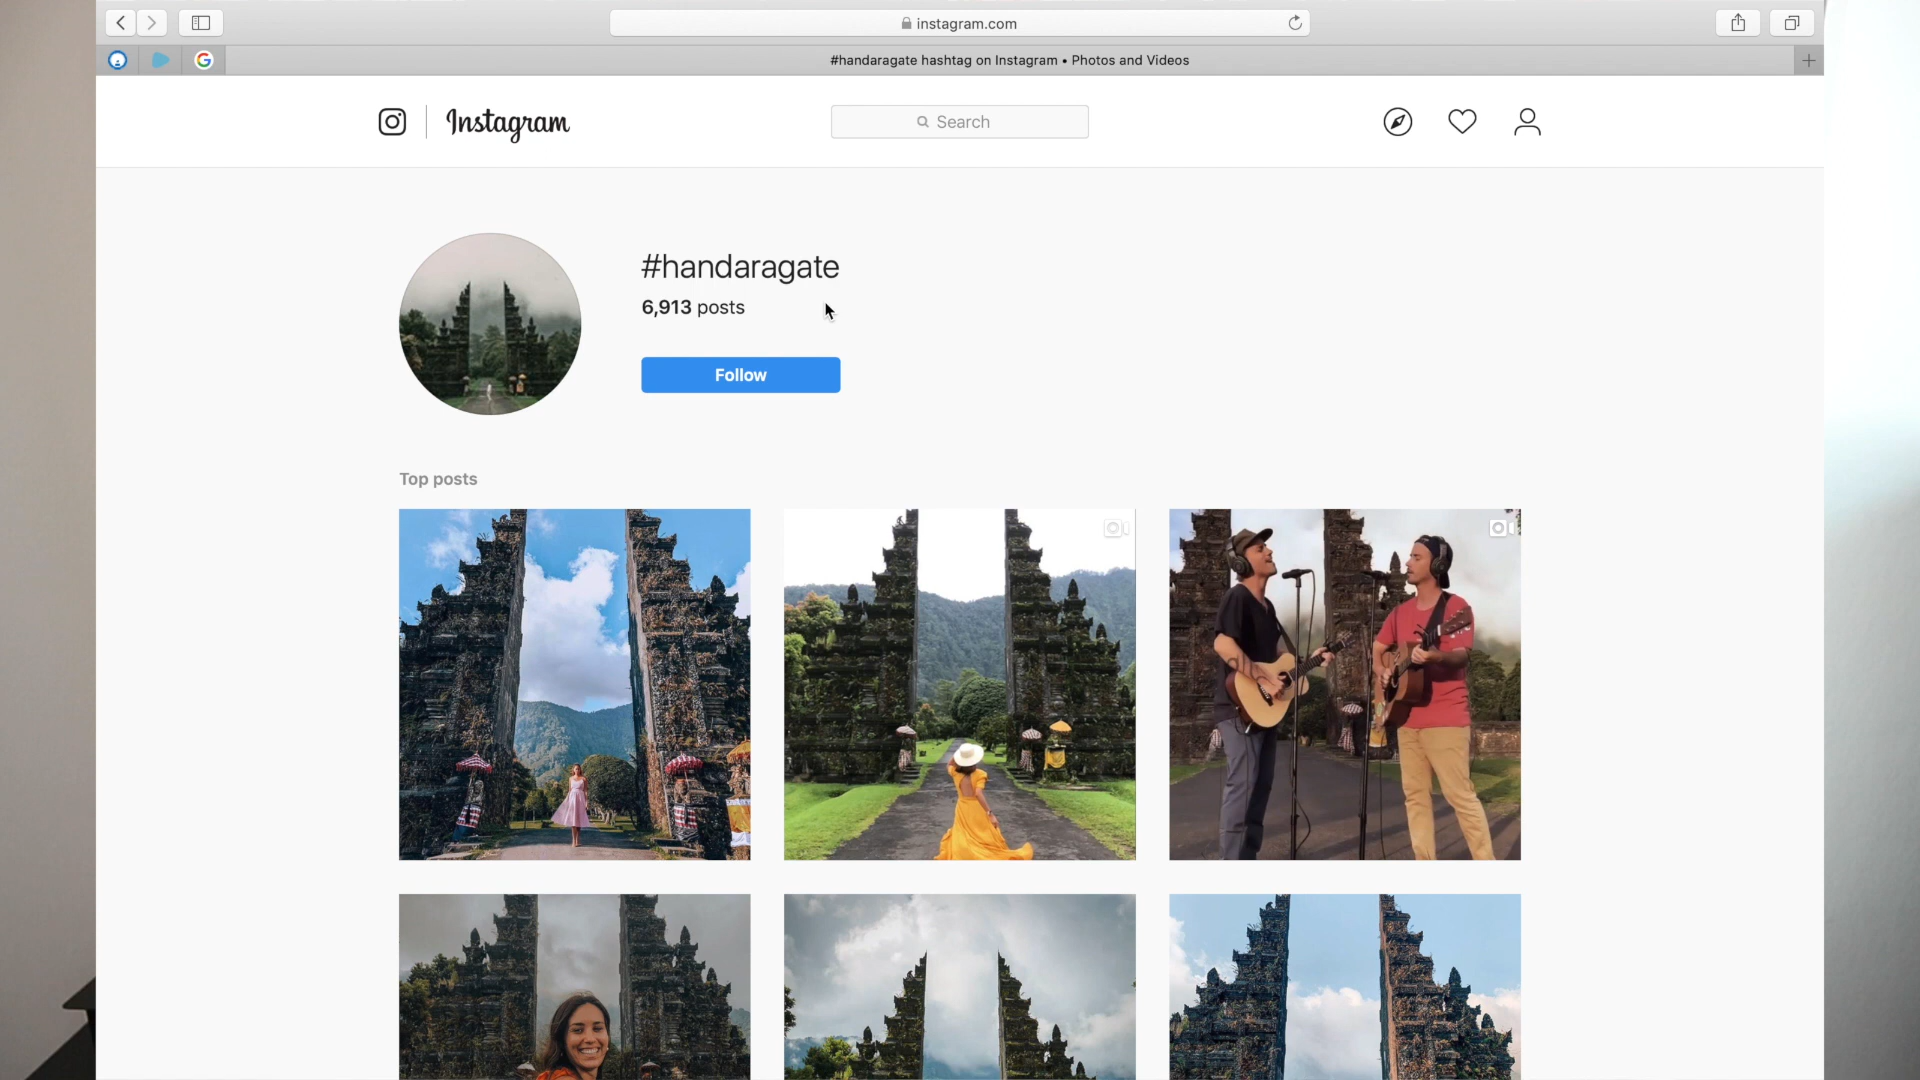 instagram.com
#handaragate hashtag on Instagram • Photos and Videos
Instagram
Search
#handaragate
6,913 posts
Follow
Top posts